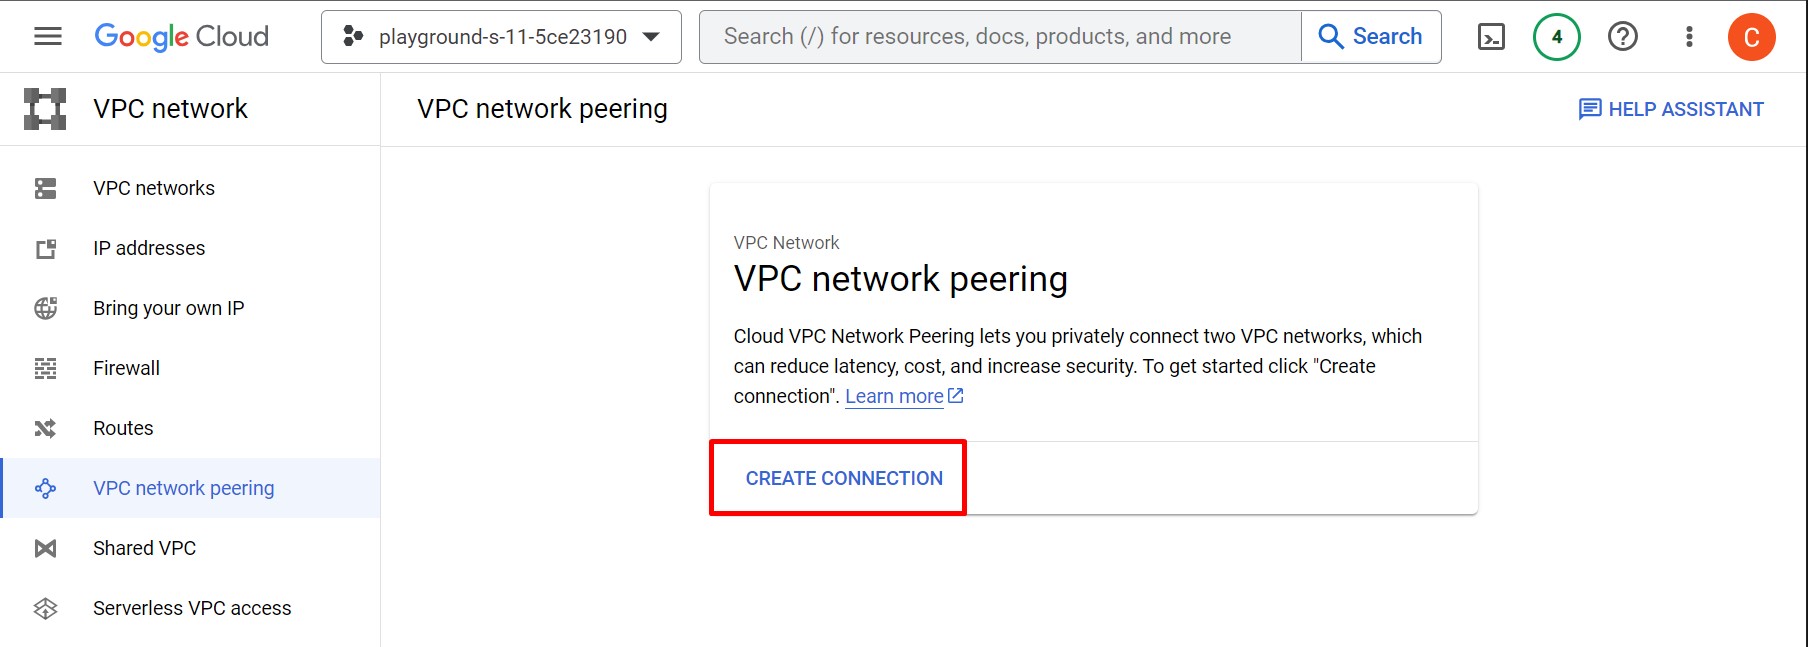 Google Cloud
playground-s-11-5ce23190
Search (/) for resources, docs, products, and more
Search
4
C
VPC network
VPC network peering
HELP ASSISTANT
VPC networks
IP addresses
Bring your own IP
Firewall
Routes
VPC network peering
Shared VPC
Serverless VPC access
VPC Network
VPC network peering
Cloud VPC Network Peering lets you privately connect two VPC networks, which
can reduce latency, cost, and increase security. To get started click "Create
connection". Learn more
CREATE CONNECTION